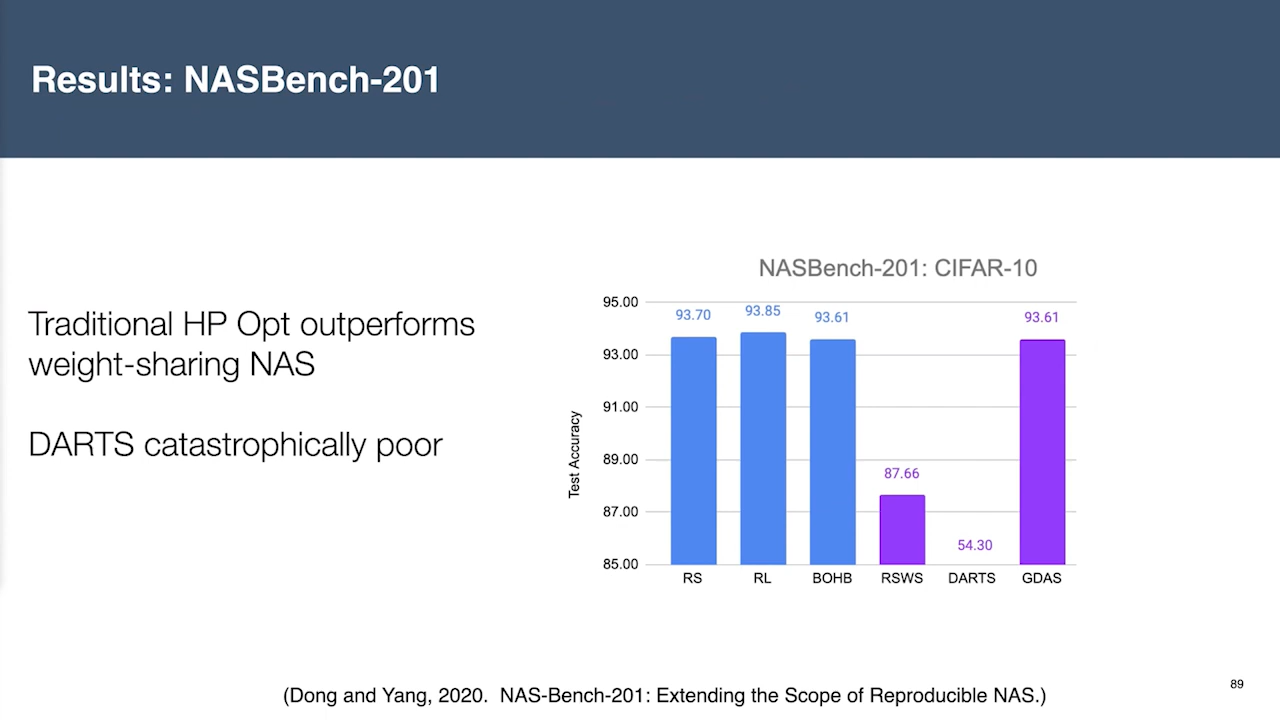 Results: NASBench-201
Traditional HP Opt outperforms
weight-sharing NAS
DARTS catastrophically poor
NASBench-201: CIFAR-10
Test Accuracy
95.00
93.00
91.00
89.00
87.00
85.00
93.70
93.85
93.61
87.66
54.30
93.61
RS RL BOHB RSWS DARTS GDAS
(Dong and Yang, 2020. NAS-Bench-201: Extending the Scope of Reproducible NAS.)
89